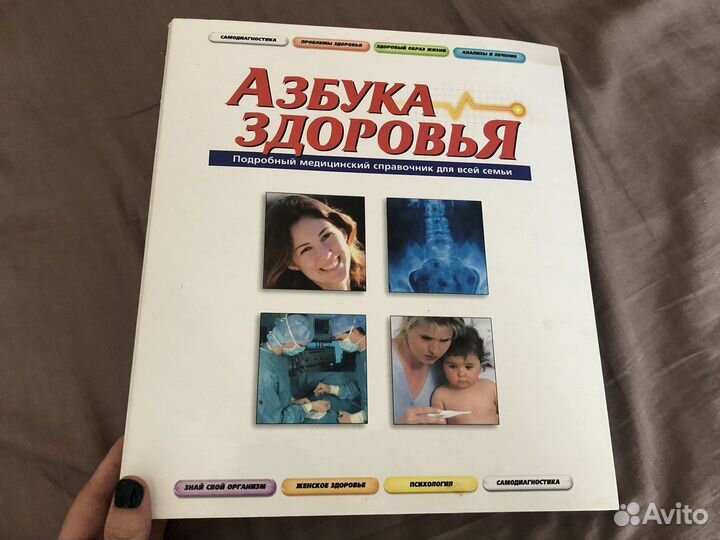 САМОДИАГНОСТИКА
ПРОБЛЕМЫ ЗДОРОВЬЯ
ЗДОРОВЫЙ ОБРАЗ ЖИЗНИ
АНАЛИЗЫ И ЛЕЧЕНИЕ
АЗБУКА
ЗДОРОВЬЯ
Подробный медицинский справочник для всей семьи
ЗНАЙ СВОЙ ОРГАНИЗМ
ЖЕНСКОЕ ЗДОРОВЬЕ
ПСИХОЛОГИЯ
САМОДИАГНОСТИКА
Avito